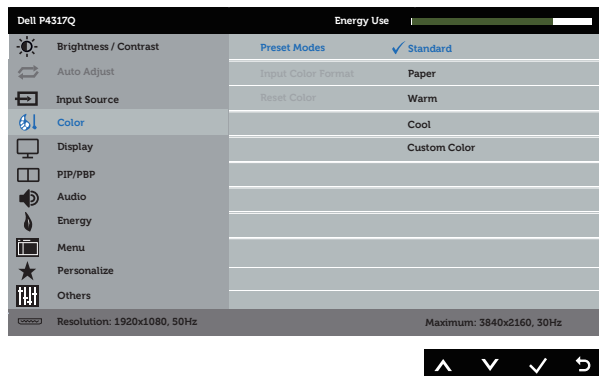 Dell P4317Q Energy Use
Brightness / Contrast Preset Modes Standard
Auto Adjust Input Color Format Paper
Input Source Reset Color Warm
Color Cool
Display Custom Color
PIP/PBP
Audio
Energy
Menu
Personalize
Others
Resolution: 1920x1080, 50Hz Maximum: 3840x2160, 30Hz